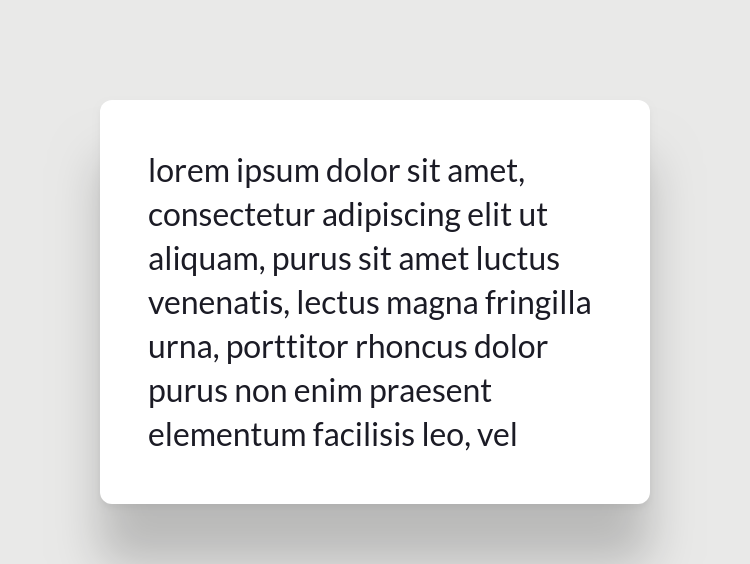 lorem ipsum dolor sit amet,
consectetur adipiscing elit ut
aliquam, purus sit amet luctus
venenatis, lectus magna fringilla
urna, porttitor rhoncus dolor
purus non enim praesent
elementum facilisis leo, vel